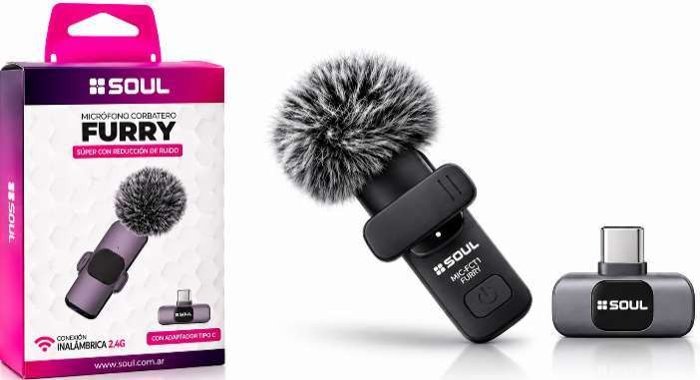 SOUL
MICRÓFONO CORBATERO
FURRY
SÚPER CON REDUCCIÓN DE RUIDO
SOUL
CONEXIÓN
INALÁMBRICA 2.4G
CON ADAPTADOR TIPO C
www.soul.com.ar
SOUL
MIC-FCT1
FURRY
SOUL